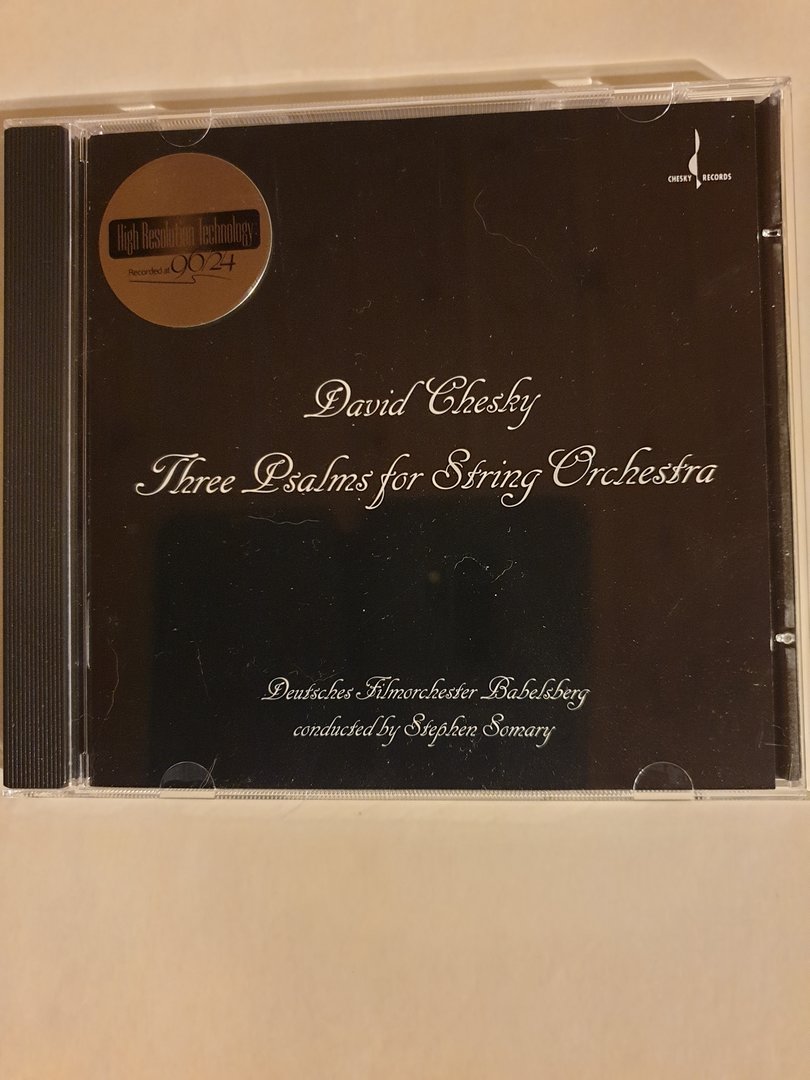 CHESKY RECORDS
High Resolution Technology
Recorded at 96/24
David Chesky
Three Psalms for String Orchestra
Deutsches Filmorchester Babelsberg
conducted by Stephen Somary